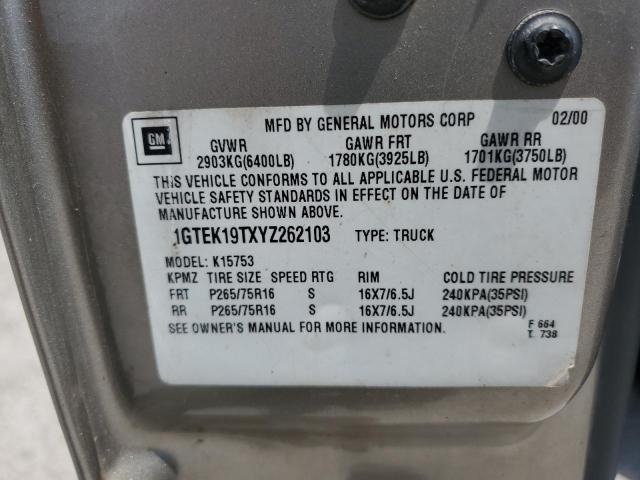 MFD BY GENERAL MOTORS CORP 02/00
GM
GVWR GAWR FRT GAWR RR
2903KG(6400LB) 1780KG(3925LB) 1701KG(3750LB)
THIS VEHICLE CONFORMS TO ALL APPLICABLE U.S. FEDERAL MOTOR
VEHICLE SAFETY STANDARDS IN EFFECT ON THE DATE OF
MANUFACTURE SHOWN ABOVE.
1GTEK19TXYZ262103 TYPE: TRUCK
MODEL: K15753
KPMZ TIRE SIZE SPEED RTG RIM COLD TIRE PRESSURE
FRT P265/75R16 S 16X7/6.5J 240KPA(35PSI)
RR P265/75R16 S 16X7/6.5J 240KPA(35PSI)
SEE OWNER'S MANUAL FOR MORE INFORMATION.
F 664
T. 738